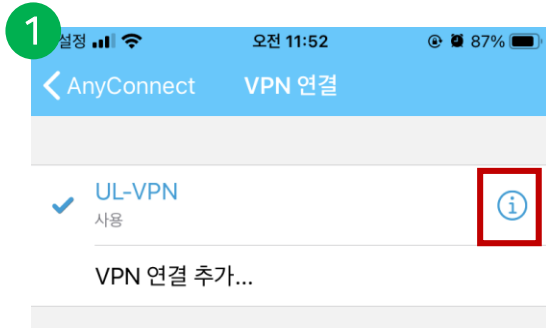 1
설정 오전 11:52 87%
AnyConnect VPN 연결
UL-VPN
사용
VPN 연결 추가...